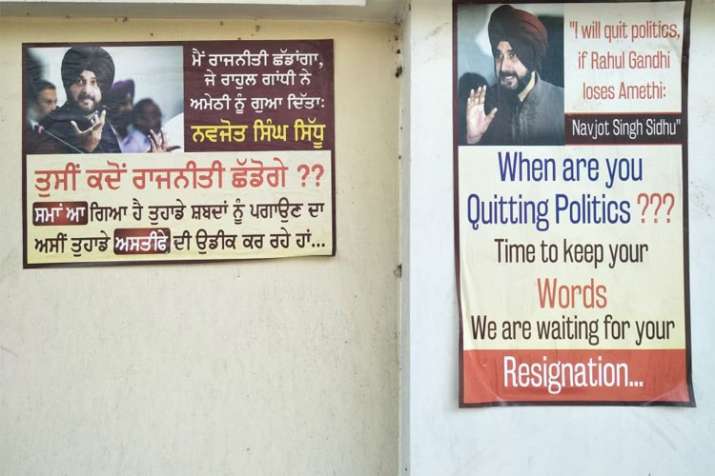 ਮੈਂ ਰਾਜਨੀਤੀ ਛੱਡਾਂਗਾ,
ਜੇ ਰਾਹੁਲ ਗਾਂਧੀ ਨੇ
ਅਮੇਠੀ ਨੂੰ ਗੁਆ ਦਿੱਤਾ:
ਨਵਜੋਤ ਸਿੰਘ ਸਿੱਧੂ
ਤੁਸੀਂ ਕਦੋਂ ਰਾਜਨੀਤੀ ਛੱਡੋਗੇ ??
ਸਮਾਂ ਆ ਗਿਆ ਹੈ ਤੁਹਾਡੇ ਸ਼ਬਦਾਂ ਨੂੰ ਪਗਾਉਣ ਦਾ
ਅਸੀਂ ਤੁਹਾਡੇ ਅਸਤੀਫੇ ਦੀ ਉਡੀਕ ਕਰ ਰਹੇ ਹਾਂ...
"I will quit politics,
if Rahul Gandhi
loses Amethi:
Navjot Singh Sidhu"
When are you
Quitting Politics ???
Time to keep your
Words
We are waiting for your
Resignation...